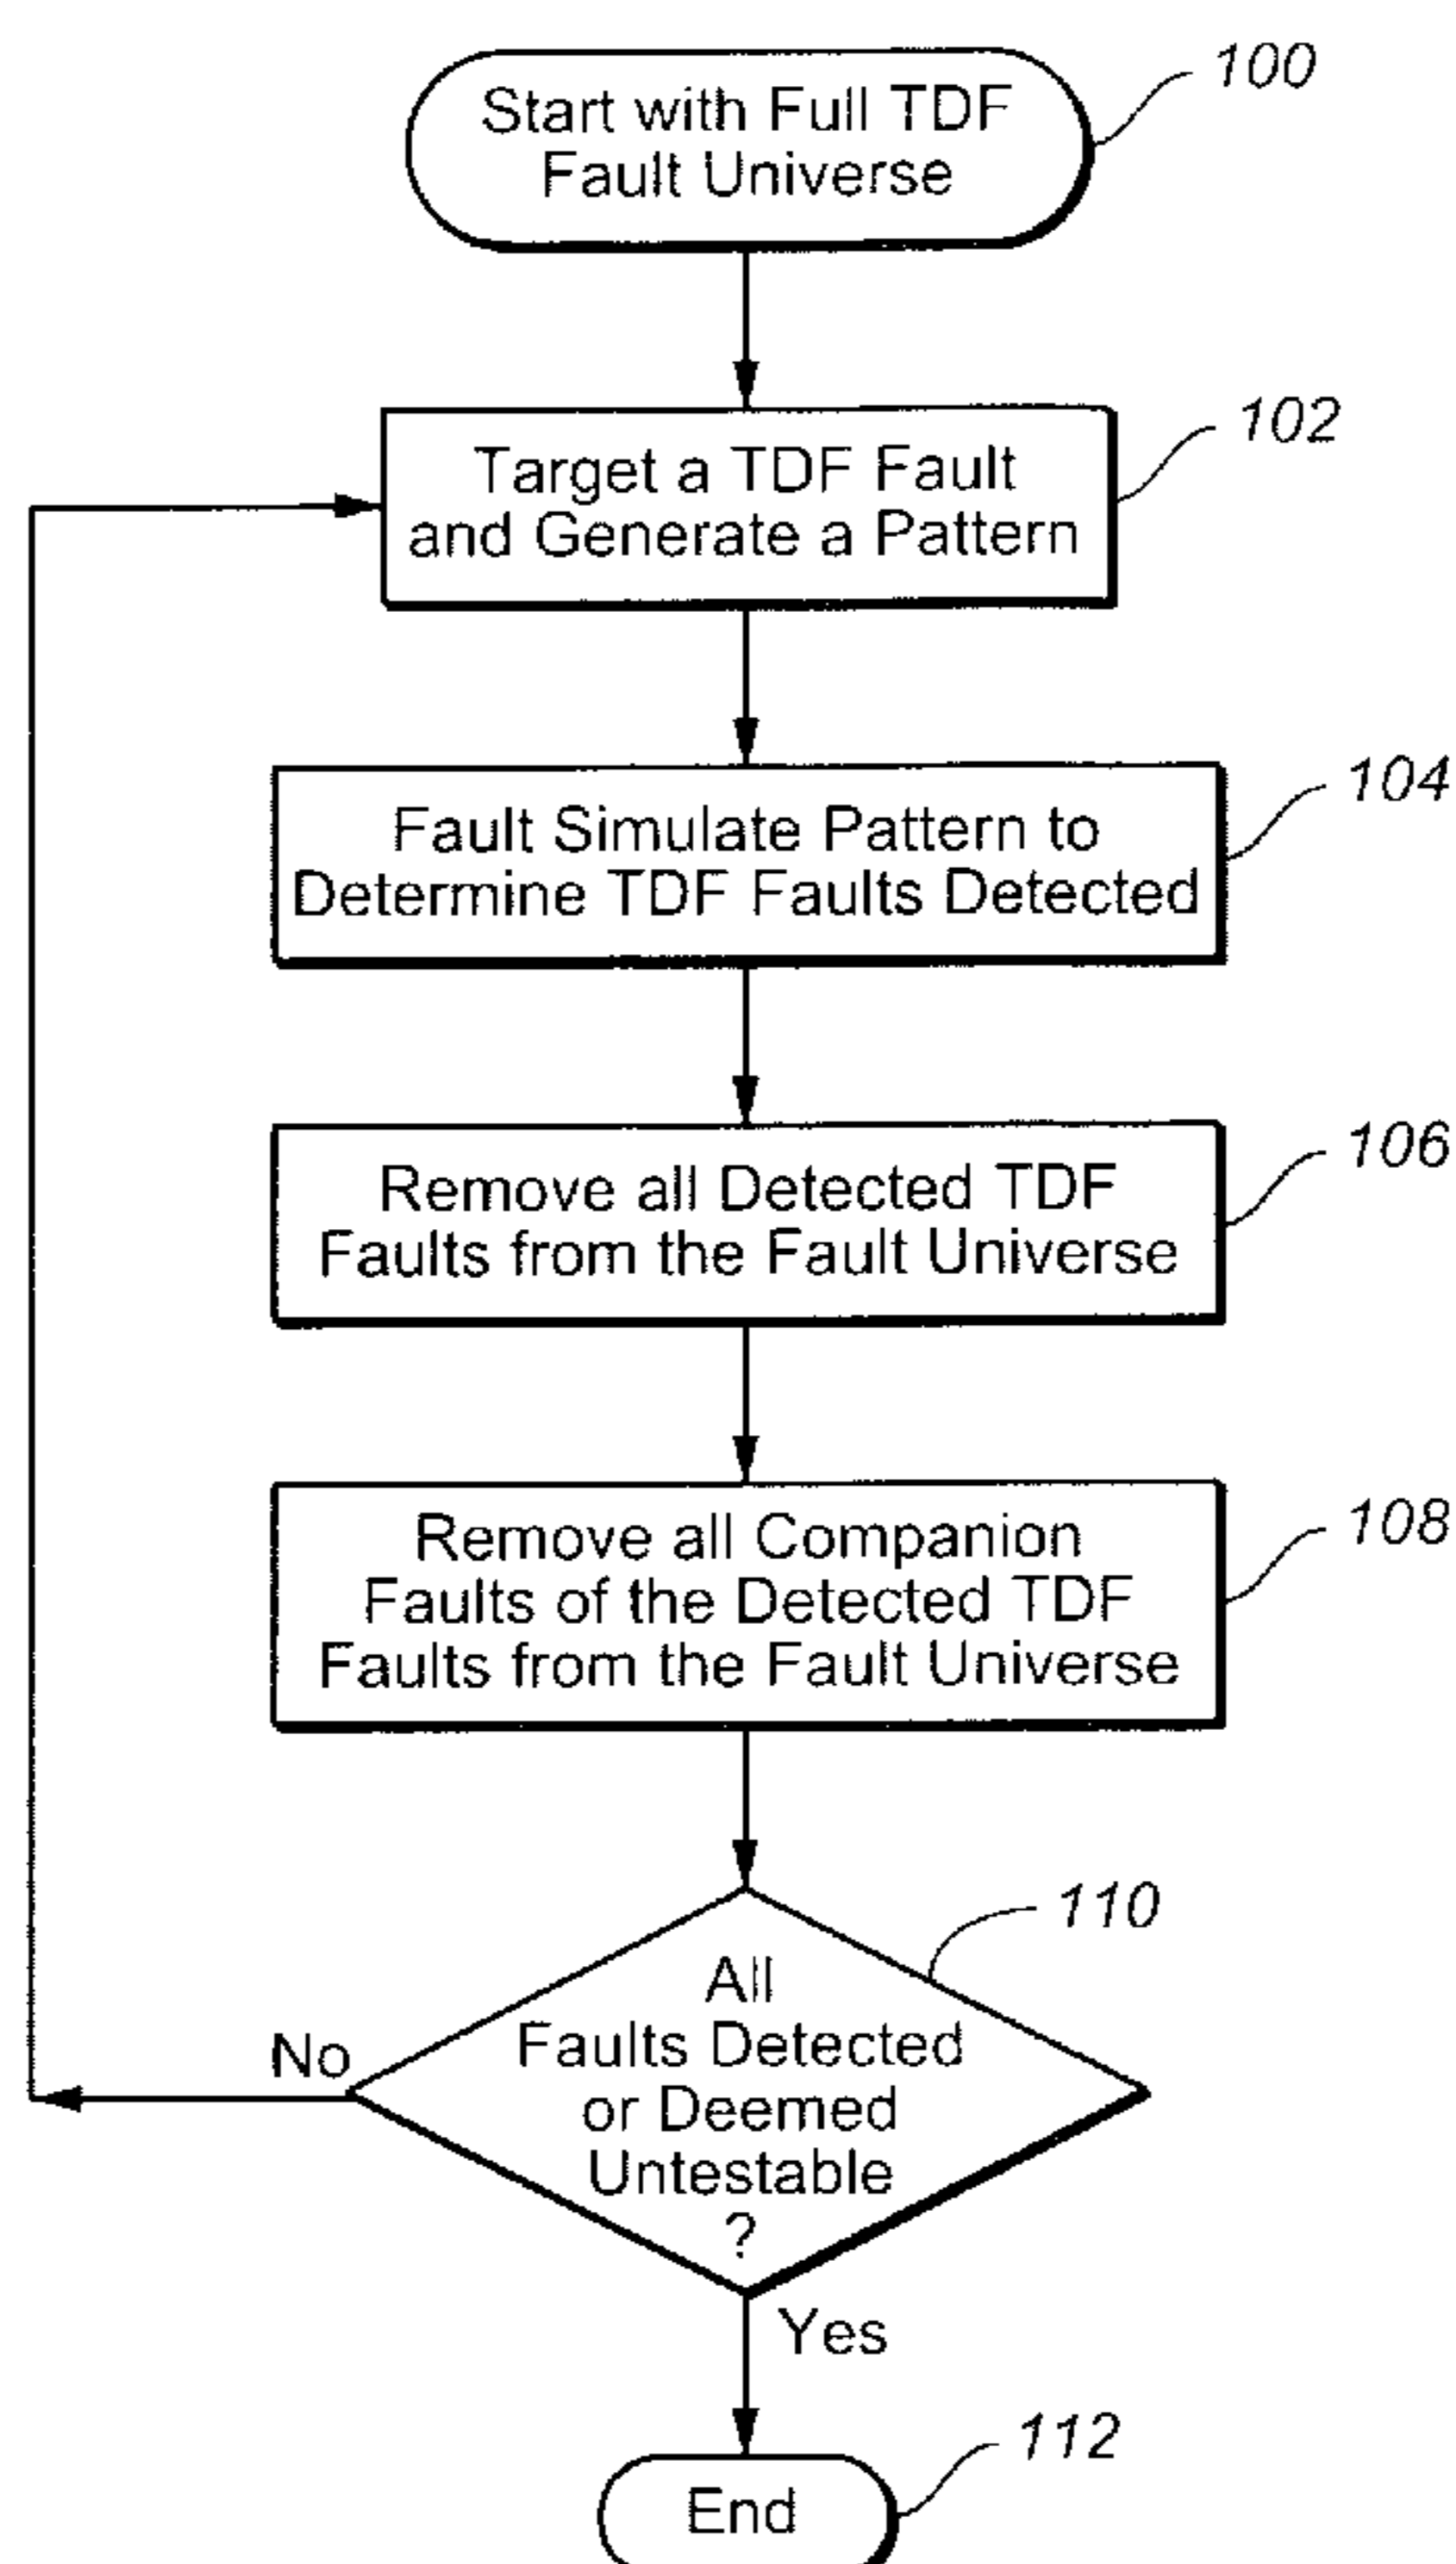 Start with Full TDF
Fault Universe
100
Target a TDF Fault
and Generate a Pattern
102
Fault Simulate Pattern to
Determine TDF Faults Detected
104
Remove all Detected TDF
Faults from the Fault Universe
106
Remove all Companion
Faults of the Detected TDF
Faults from the Fault Universe
108
All
Faults Detected
or Deemed
Untestable
?
110
No
Yes
End
112